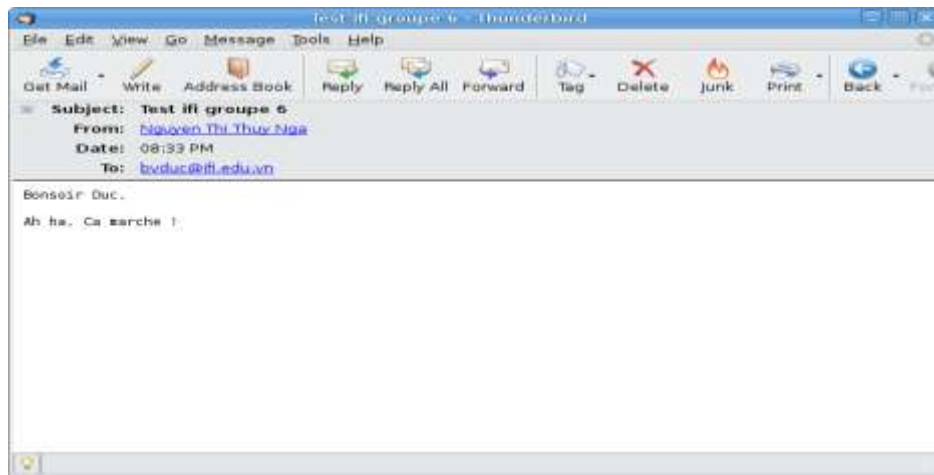 Test ifi groupe 6 - Thunderbird
File Edit View Go Message Tools Help
Get Mail Write Address Book Reply Reply All Forward Tag Delete Junk Print Back
Subject: Test ifi groupe 6
From: Nguyen Thi Thuy Nga
Date: 08:33 PM
To: bvduc@ifi.edu.vn
Bonsoir Duc.
Ah ha. Ca marche !